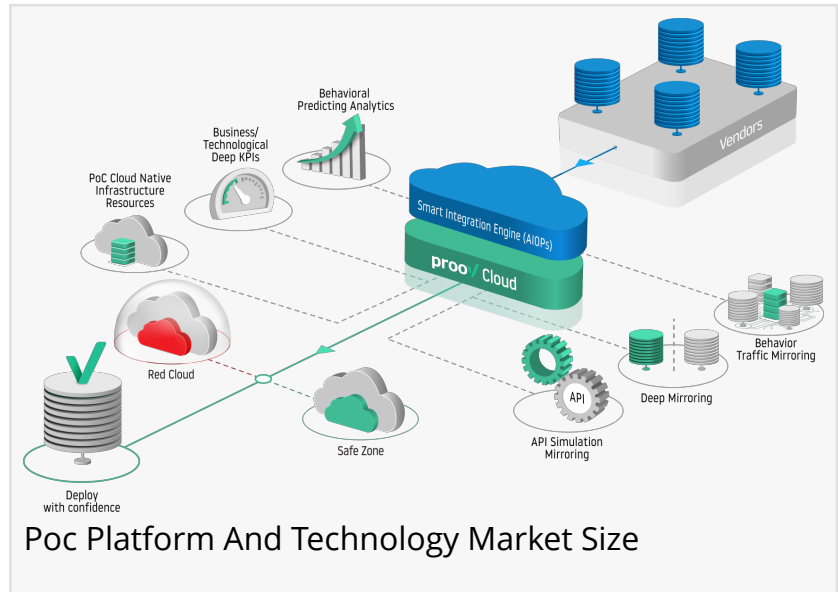 Behavioral
Predicting Analytics
Business/
Technological
Deep KPIs
PoC Cloud Native
Infrastructure
Resources
Vendors
Smart Integration Engine (AIOPs)
proov Cloud
Red Cloud
Behavior
Traffic Mirroring
Deep Mirroring
API
API Simulation
Mirroring
Safe Zone
Deploy
with confidence
Poc Platform And Technology Market Size